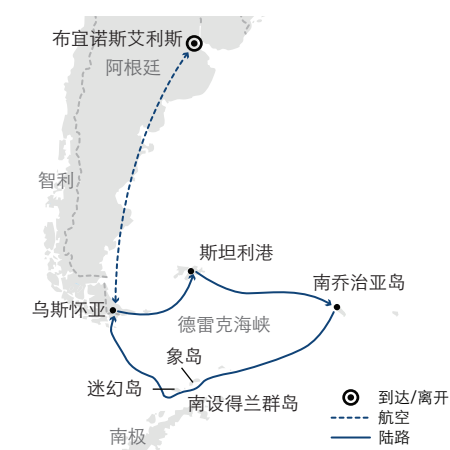 布宜诺斯艾利斯
阿根廷
智利
斯坦利港
南乔治亚岛
乌斯怀亚
德雷克海峡
象岛
迷幻岛
南设得兰群岛
到达/离开
航空
南极
陆路